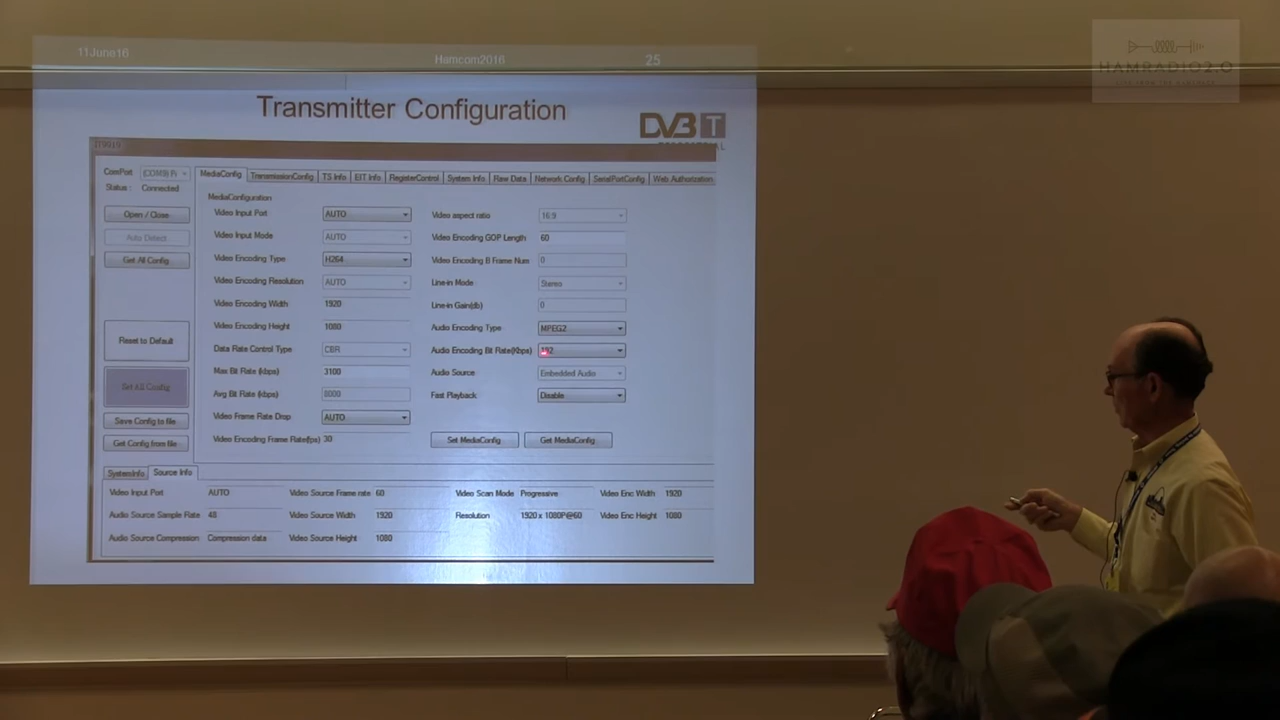 11June16 Hamcom2016 25
HAMRADIO2.0
Transmitter Configuration
DVB T
IT9919
ComPort (COM9) P
Status : Connected
Open / Close
Auto Detect
Get All Config
Reset to Default
Set All Config
Save Config to file
Get Config from file
MediaConfig TransmissionConfig TS Info EIT Info RegisterControl System Info Raw Data Network Config SerialPortConfig Web Authorization
MediaConfiguration
Video Input Port AUTO
Video Input Mode AUTO
Video Encoding Type H264
Video Encoding Resolution AUTO
Video Encoding Width 1920
Video Encoding Height 1080
Data Rate Control Type CBR
Max Bit Rate (kbps) 3100
Avg Bit Rate (kbps) 8000
Video Frame Rate Drop AUTO
Video Encoding Frame Rate(fps) 30
Video aspect ratio 16:9
Video Encoding GOP Length 60
Video Encoding B Frame Num 0
Line-in Mode Stereo
Line-in Gain(db) 0
Audio Encoding Type MPEG2
Audio Encoding Bit Rate(Kbps) 192
Audio Source Embedded Audio
Fast Playback Disable
Set MediaConfig Get MediaConfig
SystemInfo Source Info
Video Input Port AUTO Video Source Frame rate 60 Video Scan Mode Progressive Video Enc Width 1920
Audio Source Sample Rate 48 Video Source Width 1920 Resolution 1920 x 1080P@60 Video Enc Height 1080
Audio Source Compression Compression data Video Source Height 1080